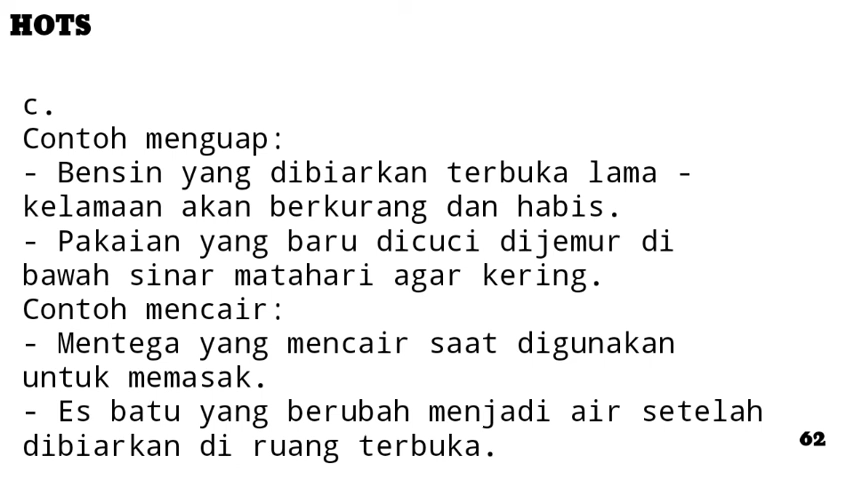 HOTS
c.
Contoh menguap:
- Bensin yang dibiarkan terbuka lama -
kelamaan akan berkurang dan habis.
- Pakaian yang baru dicuci dijemur di
bawah sinar matahari agar kering.
Contoh mencair:
- Mentega yang mencair saat digunakan
untuk memasak.
- Es batu yang berubah menjadi air setelah
dibiarkan di ruang terbuka.
62